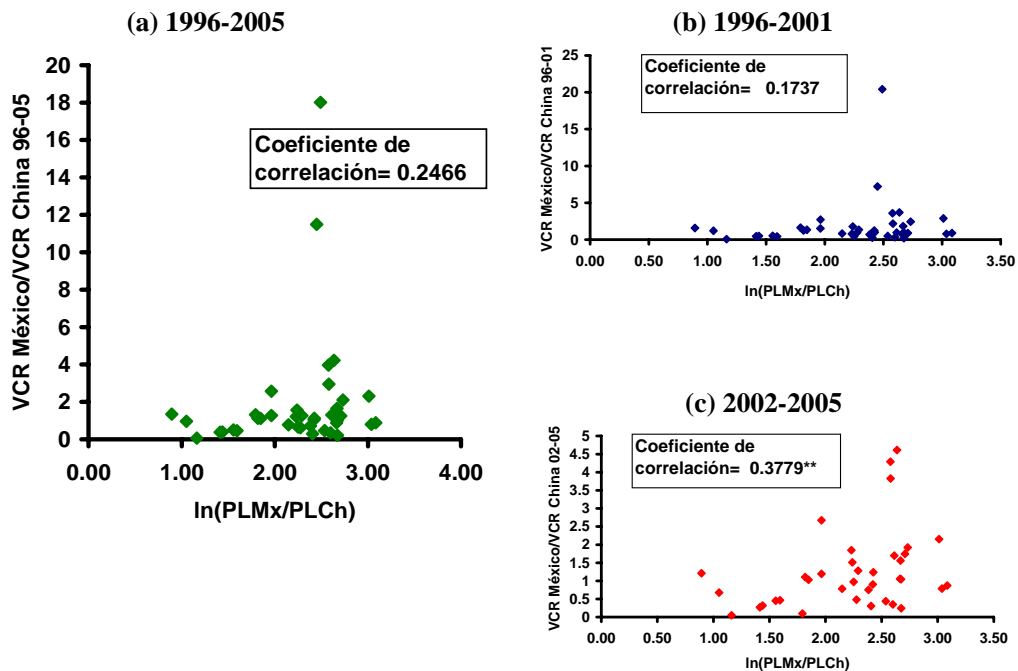 (a) 1996-2005
VCR México/VCR China 96-05
20
18
16
14
12
10
8
6
4
2
0
Coeficiente de
correlación= 0.2466
0.00 1.00 2.00 3.00 4.00
ln(PLMx/PLCh)
(b) 1996-2001
VCR México/VCR China 96-01
25
20
15
10
5
0
Coeficiente de
correlación= 0.1737
0.00 0.50 1.00 1.50 2.00 2.50 3.00 3.50
ln(PLMx/PLCh)
(c) 2002-2005
VCR México/VCR China 02-05
5
4.5
4
3.5
3
2.5
2
1.5
1
0.5
0
Coeficiente de
correlación= 0.3779**
0.00 0.50 1.00 1.50 2.00 2.50 3.00 3.50
ln(PLMx/PLCh)